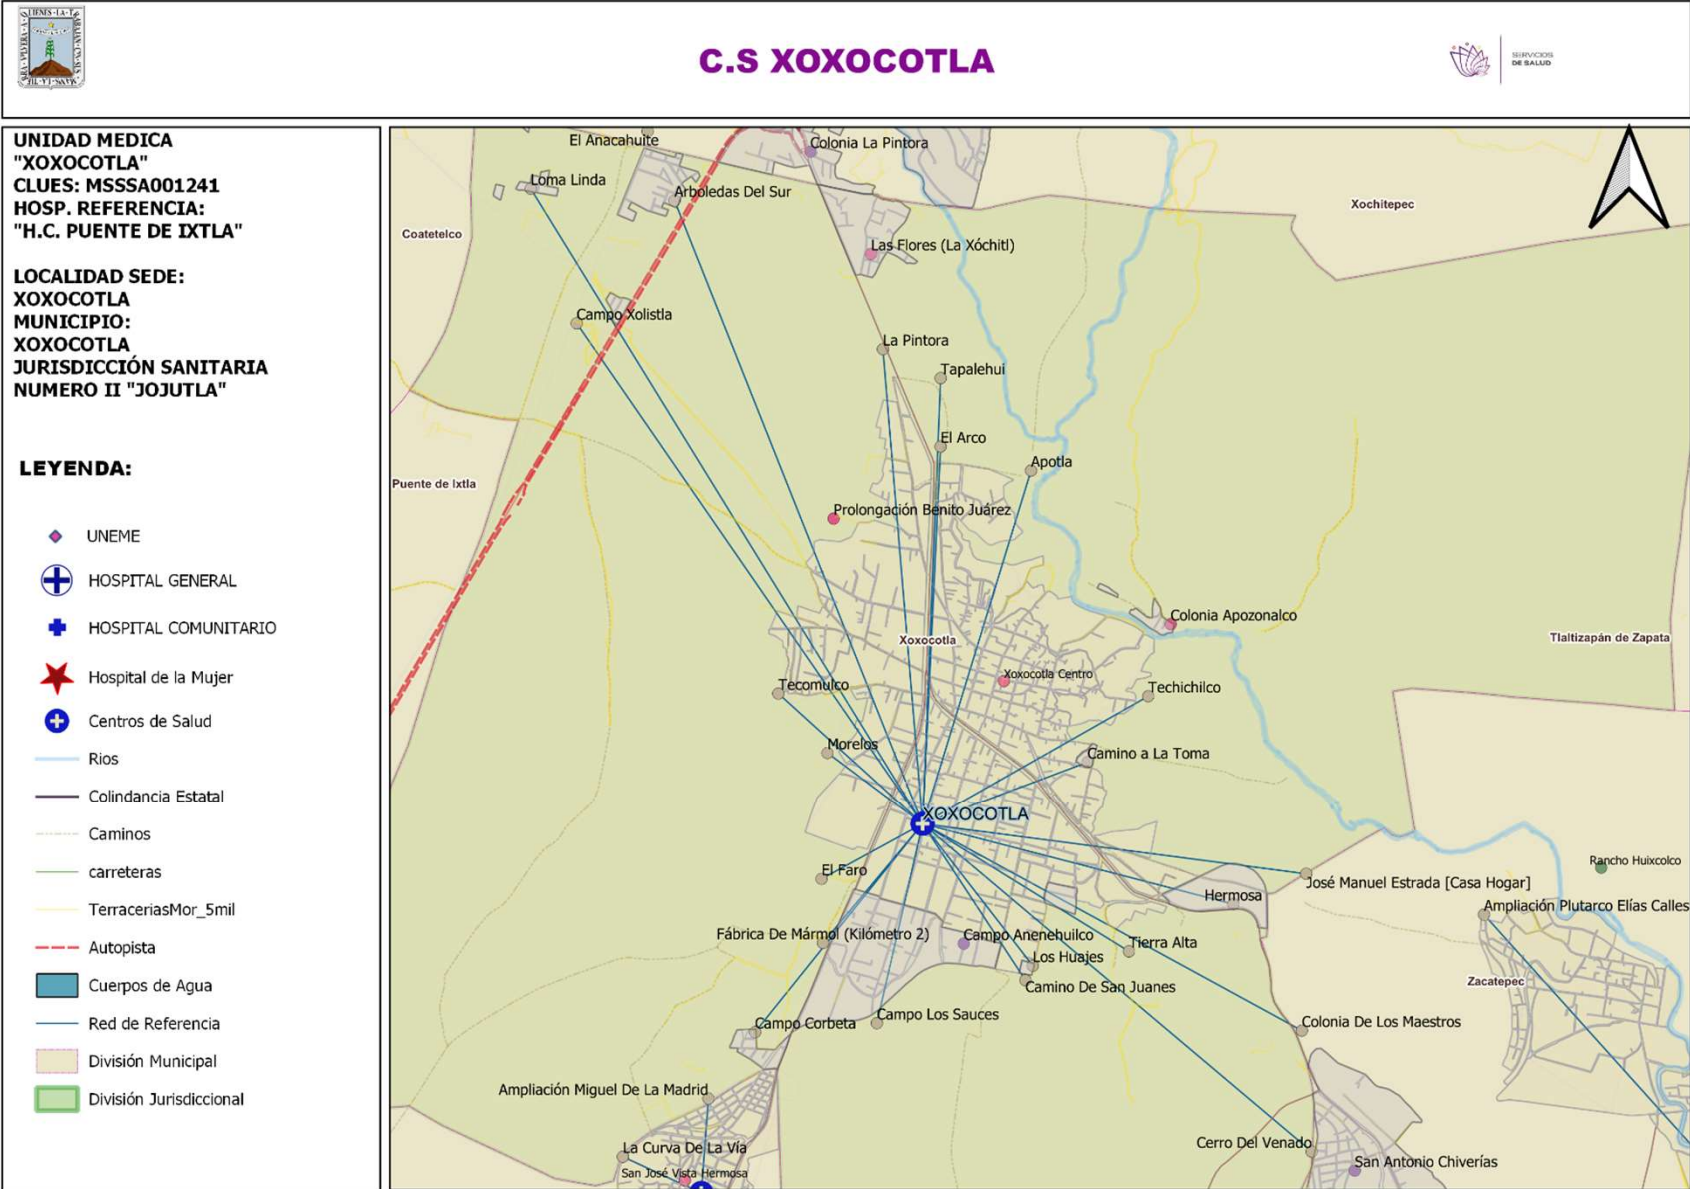 C.S XOXOCOTLA
SERVICIOS
DE SALUD
UNIDAD MEDICA
"XOXOCOTLA"
CLUES: MSSSA001241
HOSP. REFERENCIA:
"H.C. PUENTE DE IXTLA"
LOCALIDAD SEDE:
XOXOCOTLA
MUNICIPIO:
XOXOCOTLA
JURISDICCIÓN SANITARIA
NUMERO II "JOJUTLA"
LEYENDA:
UNEME
HOSPITAL GENERAL
HOSPITAL COMUNITARIO
Hospital de la Mujer
Centros de Salud
Rios
Colindancia Estatal
Caminos
carreteras
TerraceriasMor_5mil
Autopista
Cuerpos de Agua
Red de Referencia
División Municipal
División Jurisdiccional
El Anacahuite
Colonia La Pintora
Loma Linda
Arboledas Del Sur
Xochitepec
Coatetelco
Las Flores (La Xóchitl)
Campo Xolistla
La Pintora
Tapalehui
El Arco
Apotla
Puente de Ixtla
Prolongación Benito Juárez
Colonia Apozonalco
Xoxocotla
Tlaltizapán de Zapata
Xoxocotla Centro
Tecomulco
Techichilco
Morelos
Camino a La Toma
XOXOCOTLA
Rancho Huixcolco
El Faro
José Manuel Estrada [Casa Hogar]
Hermosa
Ampliación Plutarco Elías Calles
Fábrica De Mármol (Kilómetro 2)
Campo Anenehuilco
Tierra Alta
Los Huajes
Zacatepec
Camino De San Juanes
Campo Corbeta
Campo Los Sauces
Colonia De Los Maestros
Ampliación Miguel De La Madrid
La Curva De La Vía
Cerro Del Venado
San Antonio Chiverías
San José Vista Hermosa